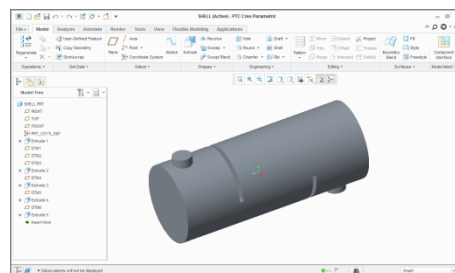 SHELL (Active) - PTC Creo Parametric
File Model Analysis Annotate Render Tools View Flexible Modeling Applications
Regenerate
User-Defined Feature
Copy Geometry
Shrinkwrap
Plane
Axis
Point
Coordinate System
Sketch
Extrude
Revolve
Sweep
Swept Blend
Hole
Round
Chamfer
Draft
Shell
Rib
Pattern
Mirror
Trim
Merge
Extend
Offset
Intersect
Project
Thicken
Solidify
Boundary Blend
Fill
Style
Freestyle
Component Interface
Operations Get Data Datum Shapes Engineering Editing Surfaces Model Intent
Model Tree
SHELL.PRT
RIGHT
TOP
FRONT
PRT_CSYS_DEF
Extrude 1
DTM1
DTM2
DTM3
Extrude 2
DTM4
Extrude 3
Extrude 4
Extrude 5
Insert Here
Datum planes will not be displayed.
Smart